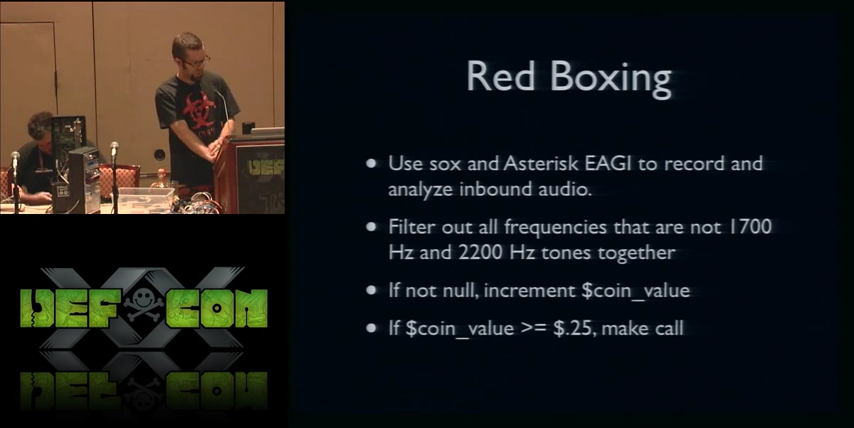 Red Boxing
• Use sox and Asterisk EAGI to record and
analyze inbound audio.
• Filter out all frequencies that are not 1700
Hz and 2200 Hz tones together
• If not null, increment $coin_value
• If $coin_value >= $.25, make call
DEF CON
XX
DEF